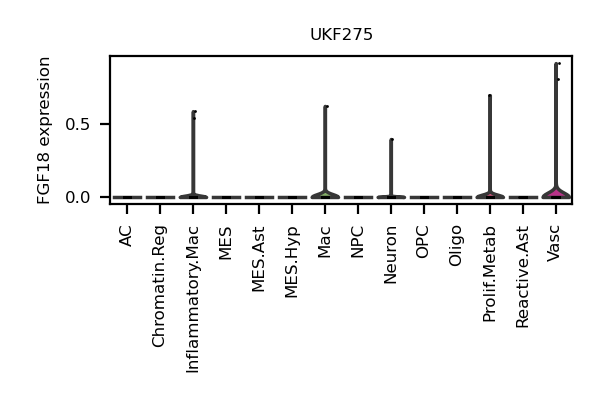 UKF275
FGF18 expression
0.5
0.0
AC
Chromatin.Reg
Inflammatory.Mac
MES
MES.Ast
MES.Hyp
Mac
NPC
Neuron
OPC
Oligo
Prolif.Metab
Reactive.Ast
Vasc